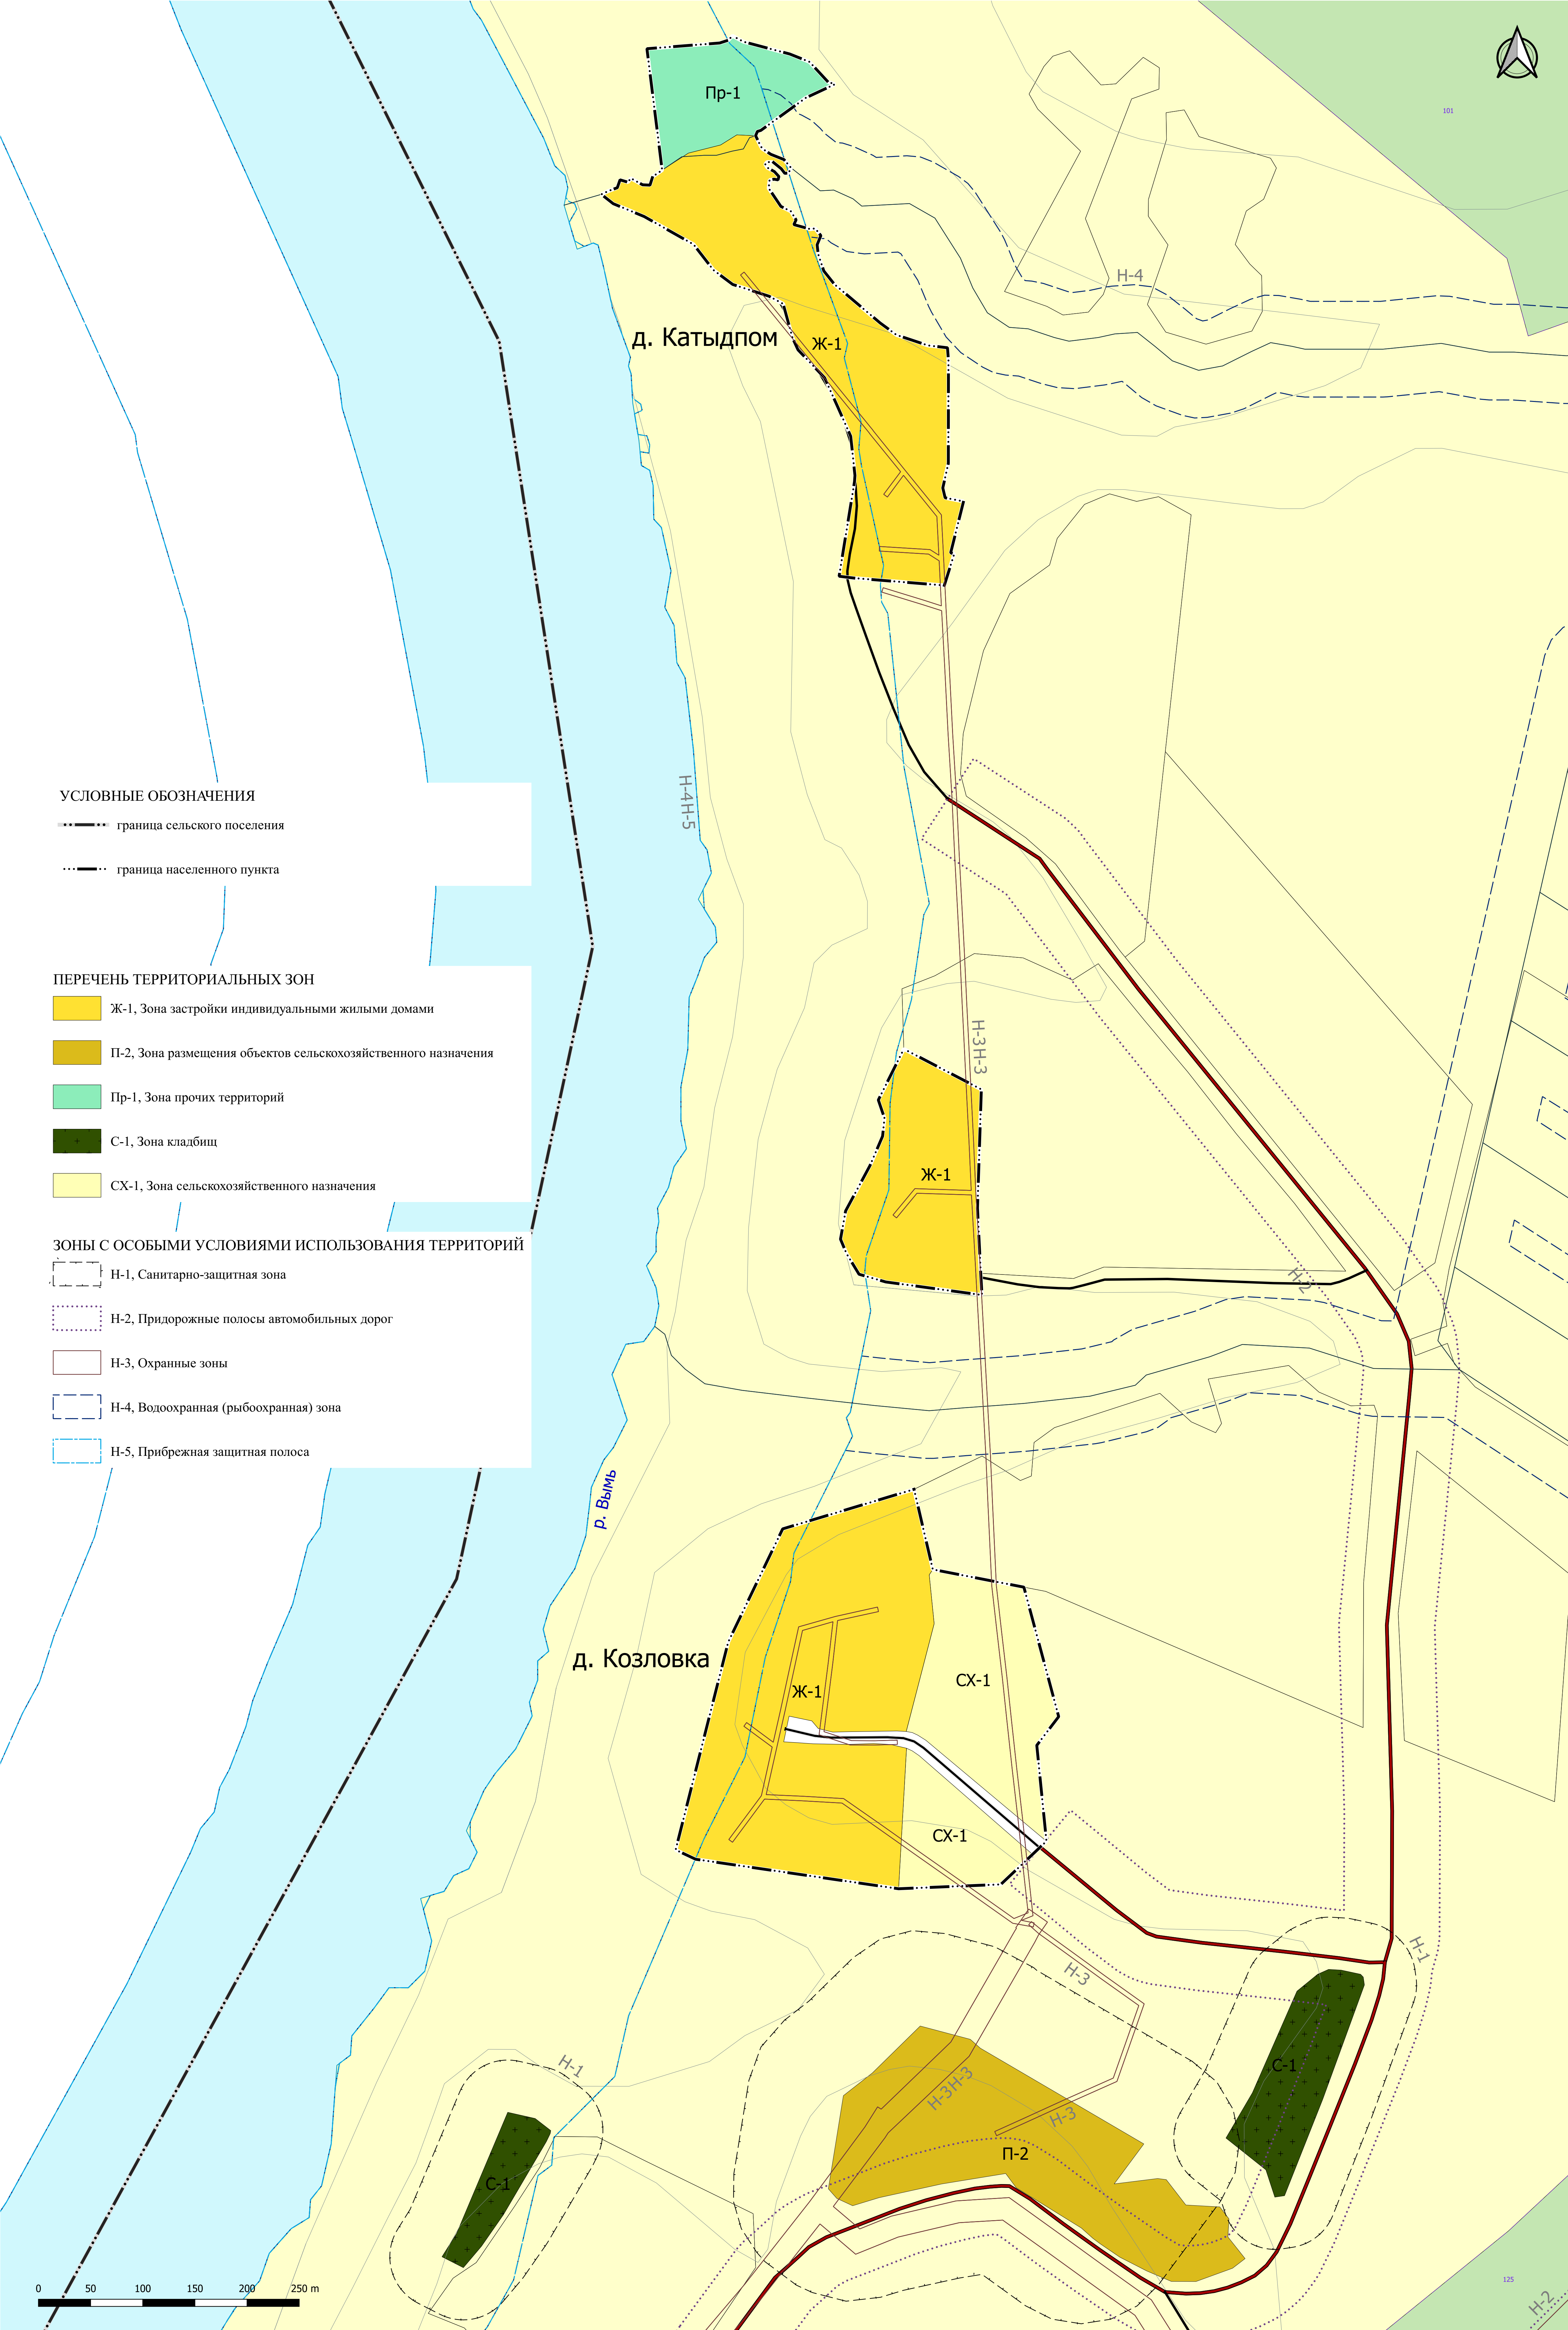 Пр-1
101
Н-4
д. Катыдпом
Ж-1
Н-4Н-5
УСЛОВНЫЕ ОБОЗНАЧЕНИЯ
граница сельского поселения
граница населенного пункта
ПЕРЕЧЕНЬ ТЕРРИТОРИАЛЬНЫХ ЗОН
Ж-1, Зона застройки индивидуальными жилыми домами
П-2, Зона размещения объектов сельскохозяйственного назначения
Пр-1, Зона прочих территорий
С-1, Зона кладбищ
СХ-1, Зона сельскохозяйственного назначения
Н-3Н-3
Ж-1
Н-2
ЗОНЫ С ОСОБЫМИ УСЛОВИЯМИ ИСПОЛЬЗОВАНИЯ ТЕРРИТОРИЙ
Н-1, Санитарно-защитная зона
Н-2, Придорожные полосы автомобильных дорог
Н-3, Охранные зоны
Н-4, Водоохранная (рыбоохранная) зона
Н-5, Прибрежная защитная полоса
р. Вымь
д. Козловка
СХ-1
Ж-1
СХ-1
Н-1
Н-3
Н-1
С-1
Н-3Н-3
Н-3
П-2
С-1
125
0 50 100 150 200 250 m
Н-2